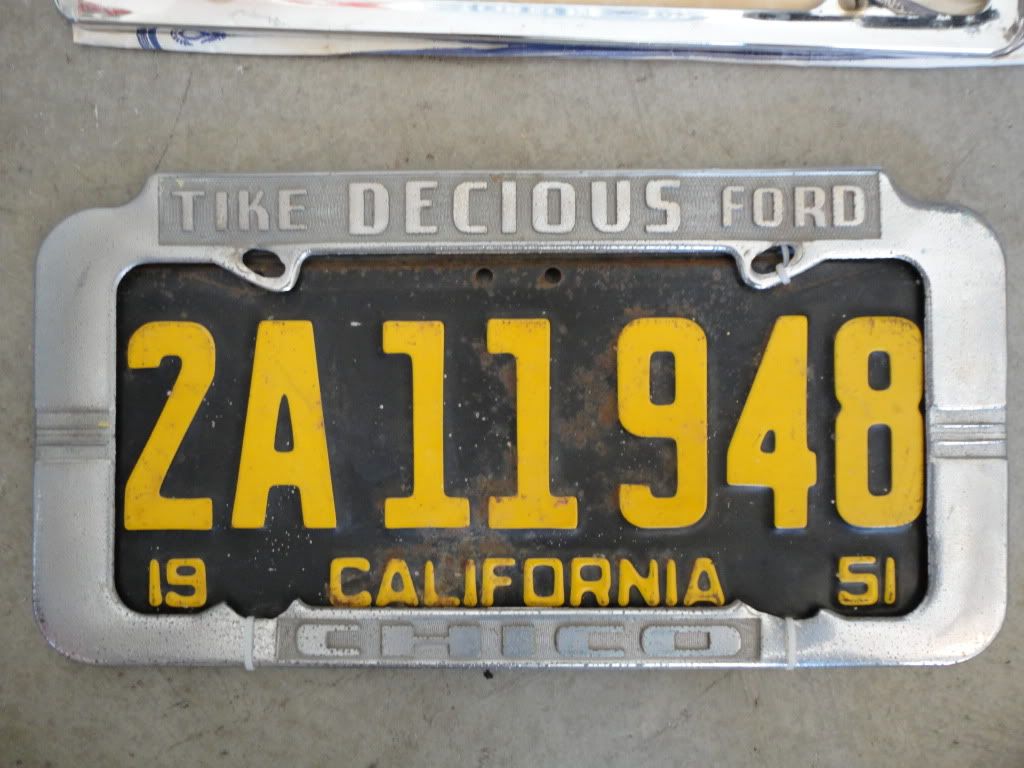 TIKE DECIOUS FORD
2A11948
19 CALIFORNIA 51
CHICO